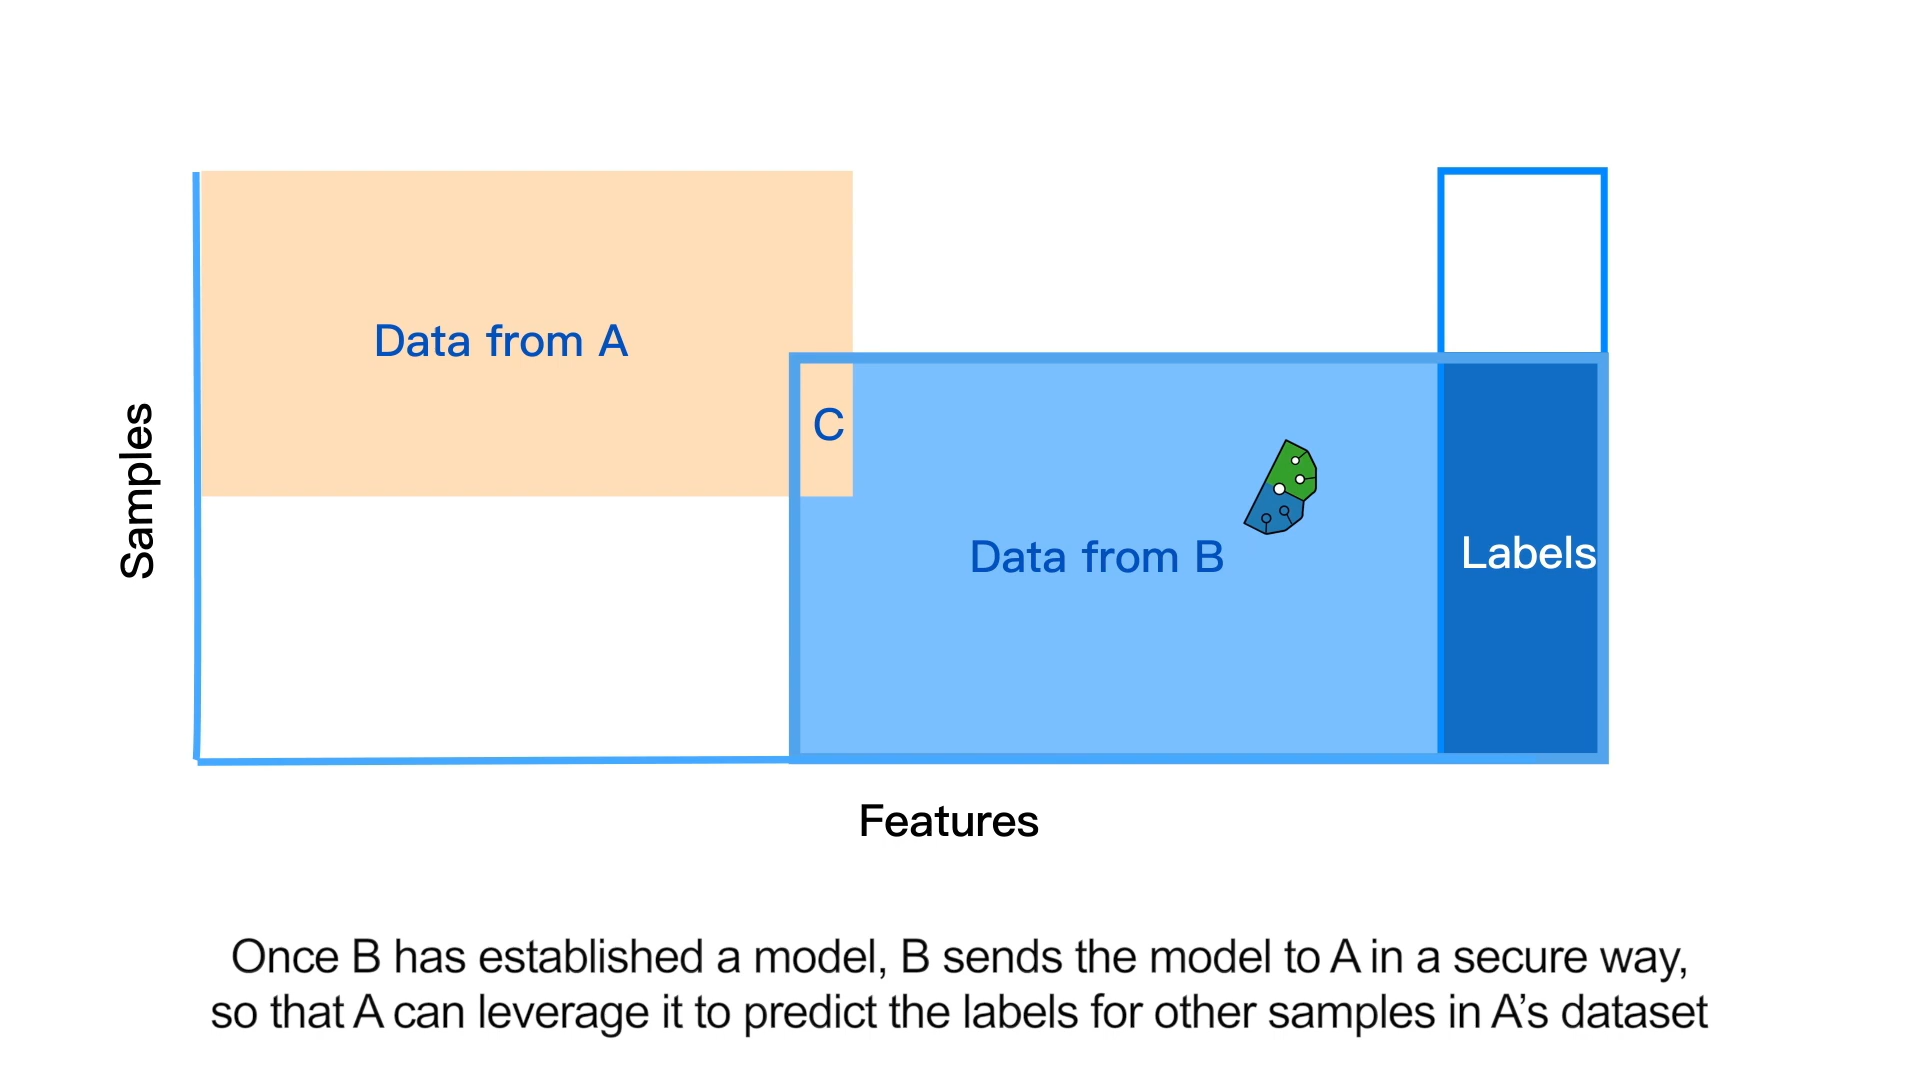 Data from A
C
Samples
Data from B
Labels
Features
Once B has established a model, B sends the model to A in a secure way,
so that A can leverage it to predict the labels for other samples in A’s dataset